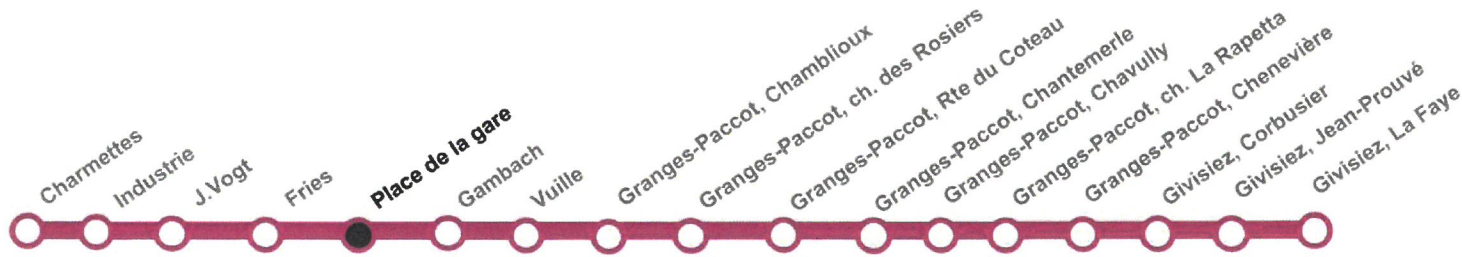 Charmettes
Industrie
J.Vogt
Fries
Place de la gare
Gambach
Vuille
Granges-Paccot, Chamblioux
Granges-Paccot, ch. des Rosiers
Granges-Paccot, Rte du Coteau
Granges-Paccot, Chantemerle
Granges-Paccot, Chavully
Granges-Paccot, ch. La Rapetta
Granges-Paccot, Chenevière
Givisiez, Corbusier
Givisiez, Jean-Prouvé
Givisiez, La Faye